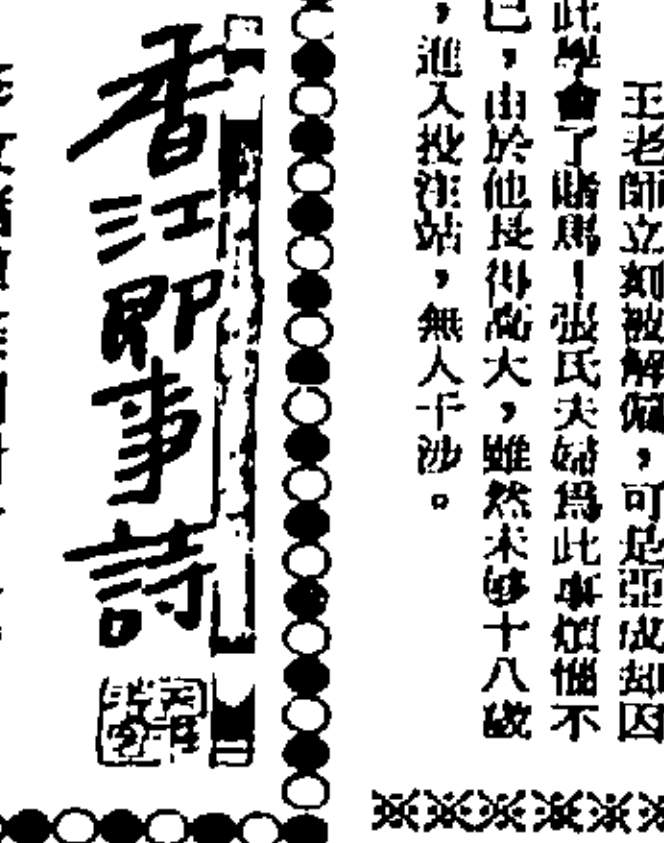 王老師立刻被解僱，可是亞成却因
此學會了賭馬！張氏夫婦爲此事煩惱不
已，由於他長得高大，雖然未够十八歲
，進入投注站，無人干涉。
香江即事詩